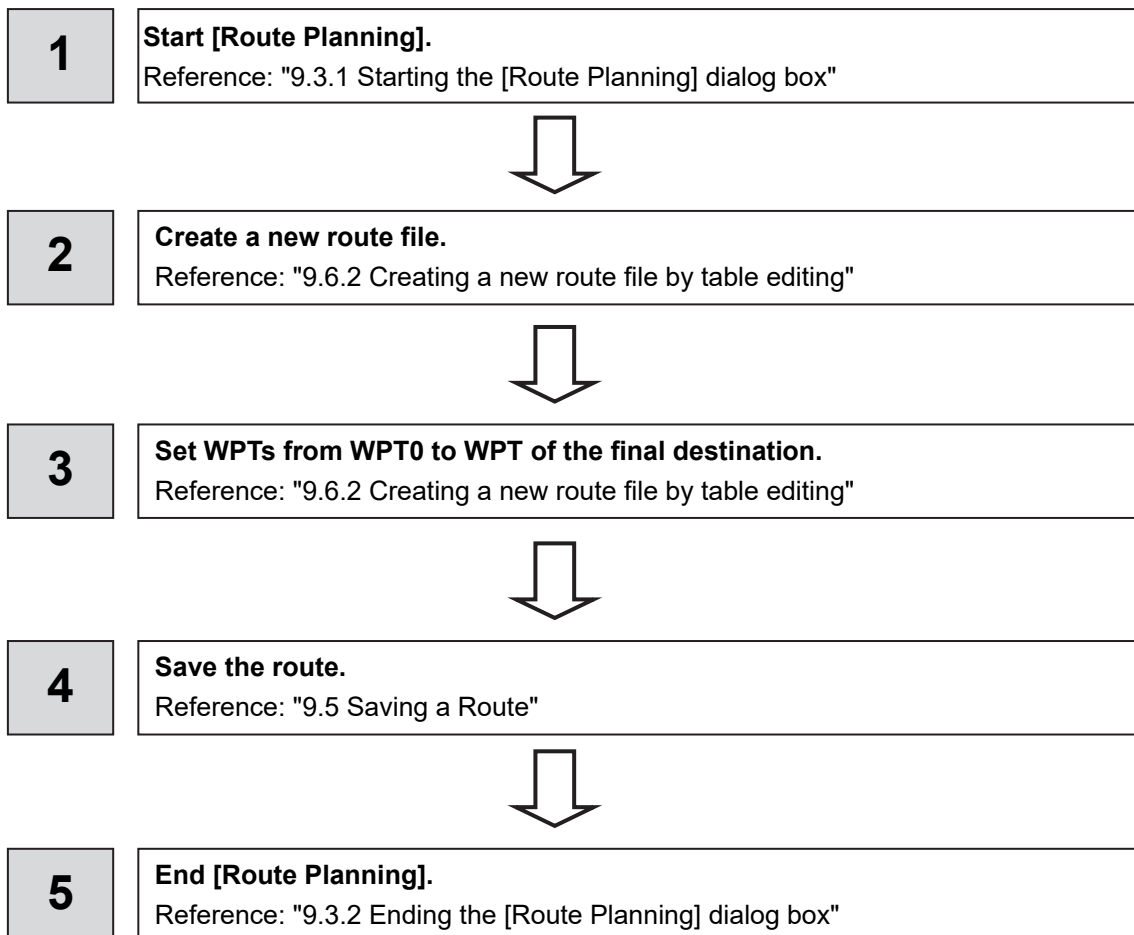 1
Start [Route Planning].
Reference: "9.3.1 Starting the [Route Planning] dialog box"
2
Create a new route file.
Reference: "9.6.2 Creating a new route file by table editing"
3
Set WPTs from WPT0 to WPT of the final destination.
Reference: "9.6.2 Creating a new route file by table editing"
4
Save the route.
Reference: "9.5 Saving a Route"
5
End [Route Planning].
Reference: "9.3.2 Ending the [Route Planning] dialog box"